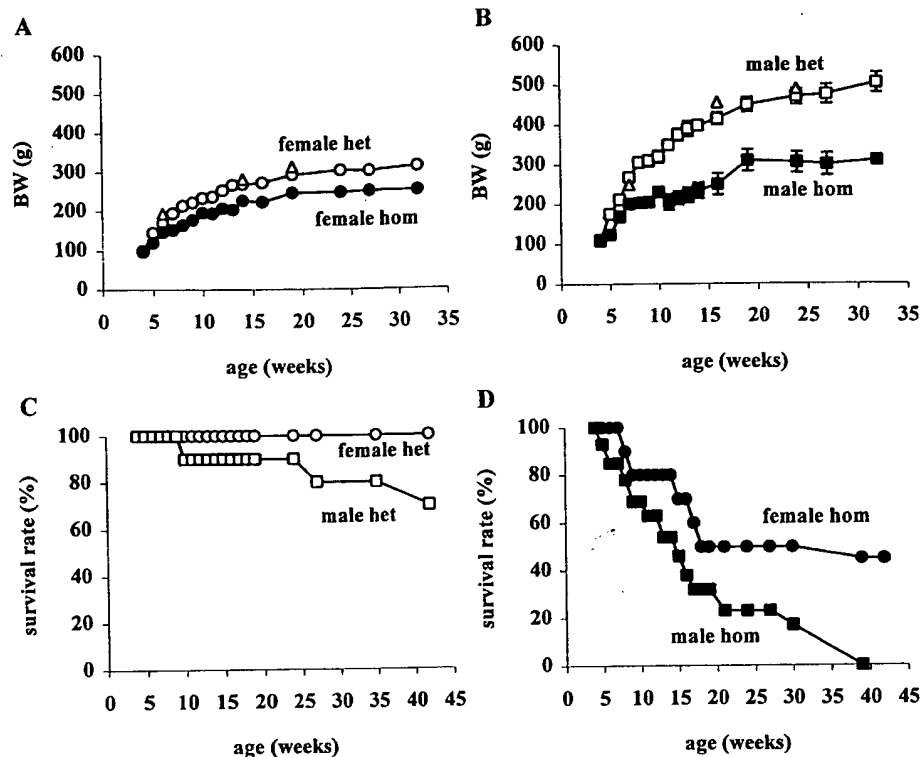 A
600
500
400
300
200
100
0
BW (g)
female het
female hom
0 5 10 15 20 25 30 35
age (weeks)
B
600
500
400
300
200
100
0
BW (g)
male het
male hom
0 5 10 15 20 25 30 35
age (weeks)
C
100
80
60
40
20
0
survival rate (%)
female het
male het
0 5 10 15 20 25 30 35 40 45
age (weeks)
D
100
80
60
40
20
0
survival rate (%)
female hom
male hom
0 5 10 15 20 25 30 35 40 45
age (weeks)